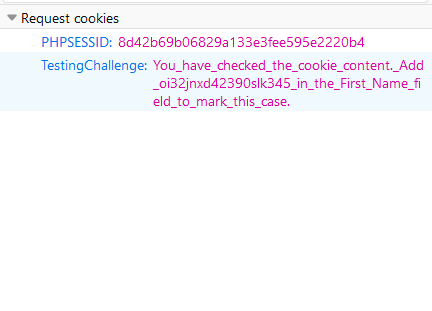 Request cookies
PHPSESSID: 8d42b69b06829a133e3fee595e2220b4
TestingChallenge: You_have_checked_the_cookie_content._Add
_oi32jnxd42390slk345_in_the_First_Name_fi
eld_to_mark_this_case.